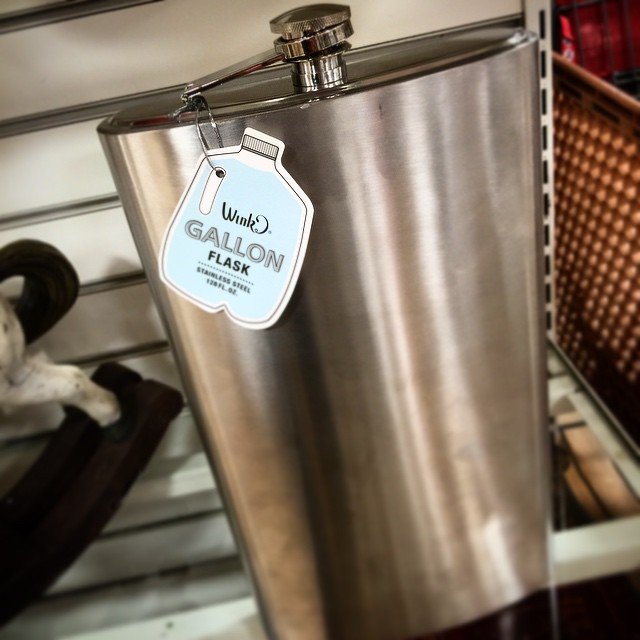 Wink
GALLON
FLASK
STAINLESS STEEL
128 FL. OZ.